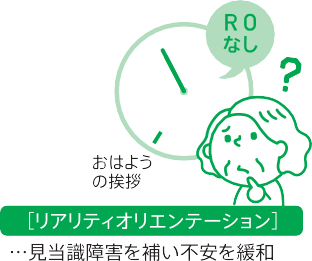 RO
なし
?
おはよう
の挨拶
[リアリティオリエンテーション]
…見当識障害を補い不安を緩和